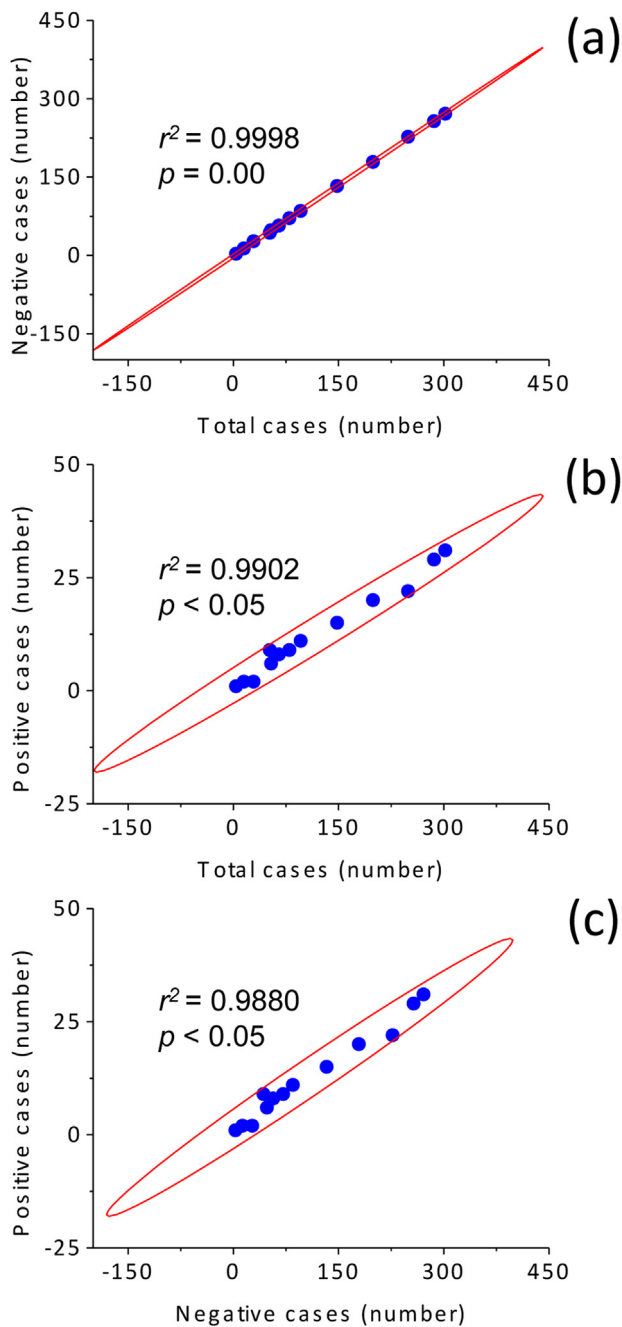 (a)
450
300
150
0
-150
Negative cases (number)
r² = 0.9998
p = 0.00
-150 0 150 300 450
Total cases (number)
(b)
50
25
0
-25
Positive cases (number)
r² = 0.9902
p < 0.05
-150 0 150 300 450
Total cases (number)
(c)
50
25
0
-25
Positive cases (number)
r² = 0.9880
p < 0.05
-150 0 150 300 450
Negative cases (number)